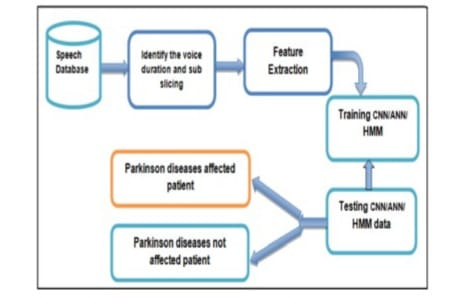 Speech
Database
Identify the voice
duration and sub
slicing
Feature
Extraction
Training CNN/ANN/
HMM
Parkinson diseases affected
patient
Testing CNN/ANN/
HMM data
Parkinson diseases not
affected patient